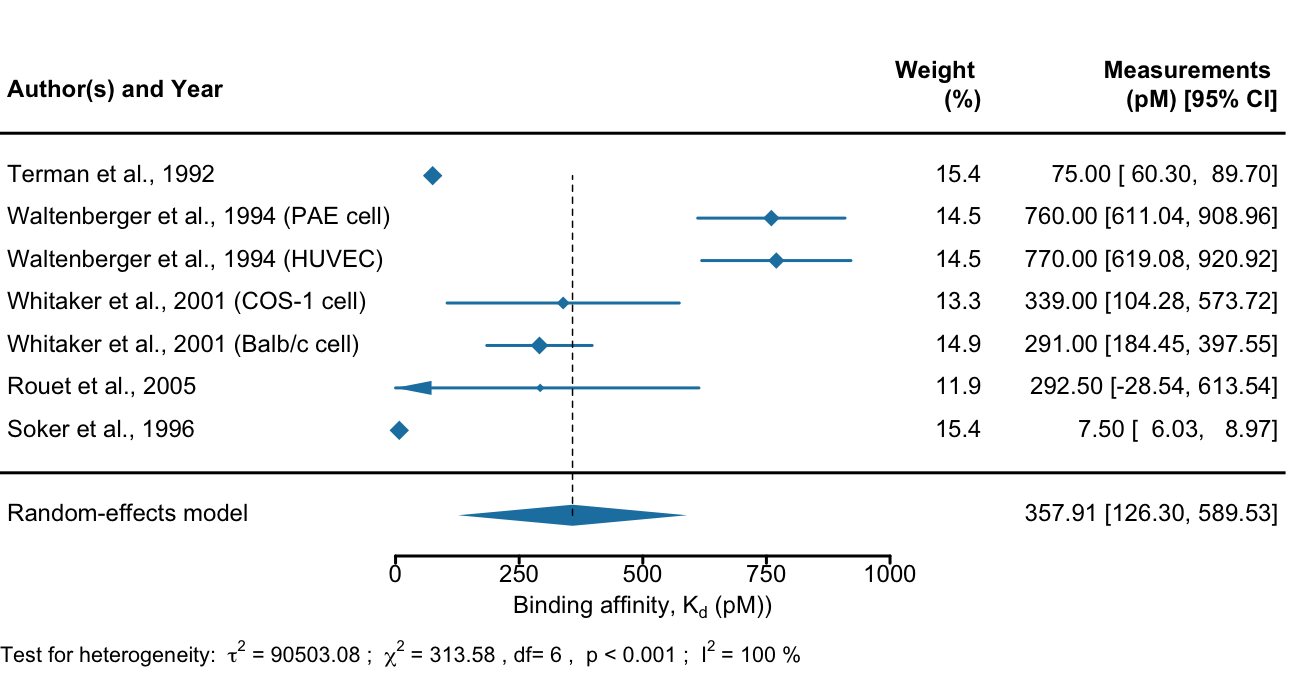 Author(s) and Year Weight (%) Measurements (pM) [95% CI]
Terman et al., 1992 15.4 75.00 [ 60.30, 89.70]
Waltenberger et al., 1994 (PAE cell) 14.5 760.00 [611.04, 908.96]
Waltenberger et al., 1994 (HUVEC) 14.5 770.00 [619.08, 920.92]
Whitaker et al., 2001 (COS-1 cell) 13.3 339.00 [104.28, 573.72]
Whitaker et al., 2001 (Balb/c cell) 14.9 291.00 [184.45, 397.55]
Rouet et al., 2005 11.9 292.50 [-28.54, 613.54]
Soker et al., 1996 15.4 7.50 [ 6.03, 8.97]
Random-effects model 357.91 [126.30, 589.53]
0 250 500 750 1000
Binding affinity, K_d (pM))
Test for heterogeneity: τ² = 90503.08 ; χ² = 313.58 , df= 6 , p < 0.001 ; I² = 100 %